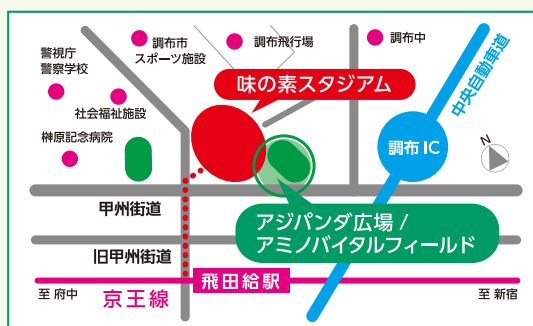 警視庁
警察学校
調布市
スポーツ施設
調布飛行場
調布中
味の素スタジアム
中央自動車道
社会福祉施設
榊原記念病院
調布 IC
N
甲州街道
アジパンダ広場 /
アミノバイタルフィールド
旧甲州街道
飛田給駅
至 府中
京王線
至 新宿